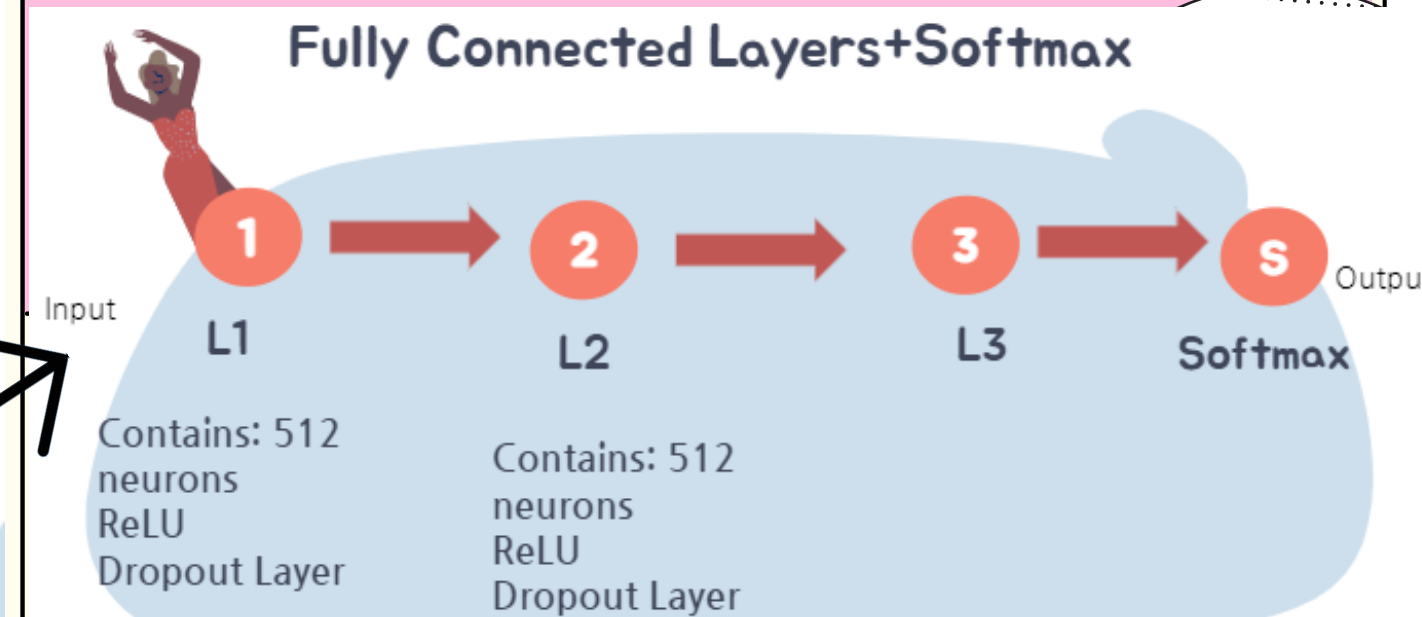 Fully Connected Layers+Softmax
1
2
3
S
Input
Outpu
L1
L2
L3
Softmax
Contains: 512
neurons
ReLU
Dropout Layer
Contains: 512
neurons
ReLU
Dropout Layer